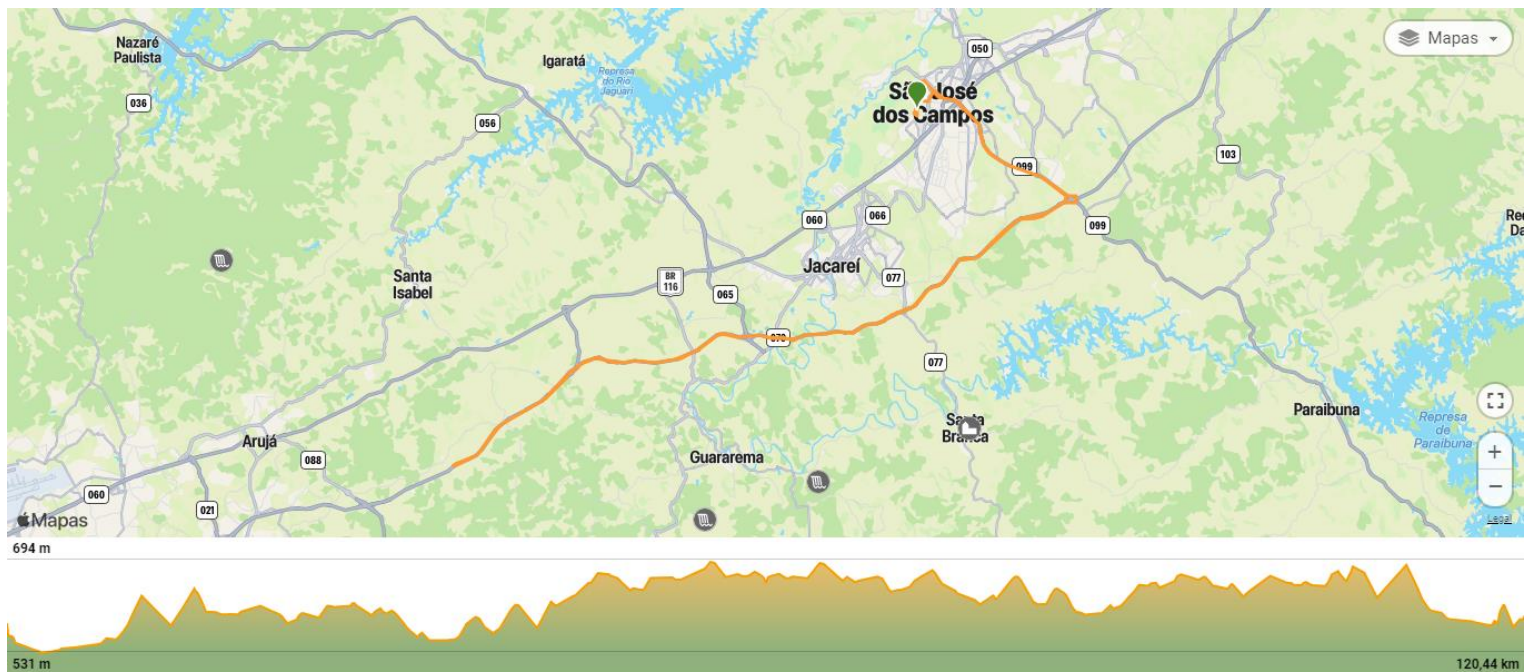 Nazaré
Paulista
Igaratá
050
Mapas
036
Represa
do Rio
Jaguari
São José
dos Campos
056
099
103
060
066
099
Jacareí
Santa
Isabel
BR
116
077
065
077
Paraibuna
Represa
de
Paraibuna
Santa
Branca
Arujá
088
Guararema
060
021
Mapas
Legal
694 m
531 m
120,44 km